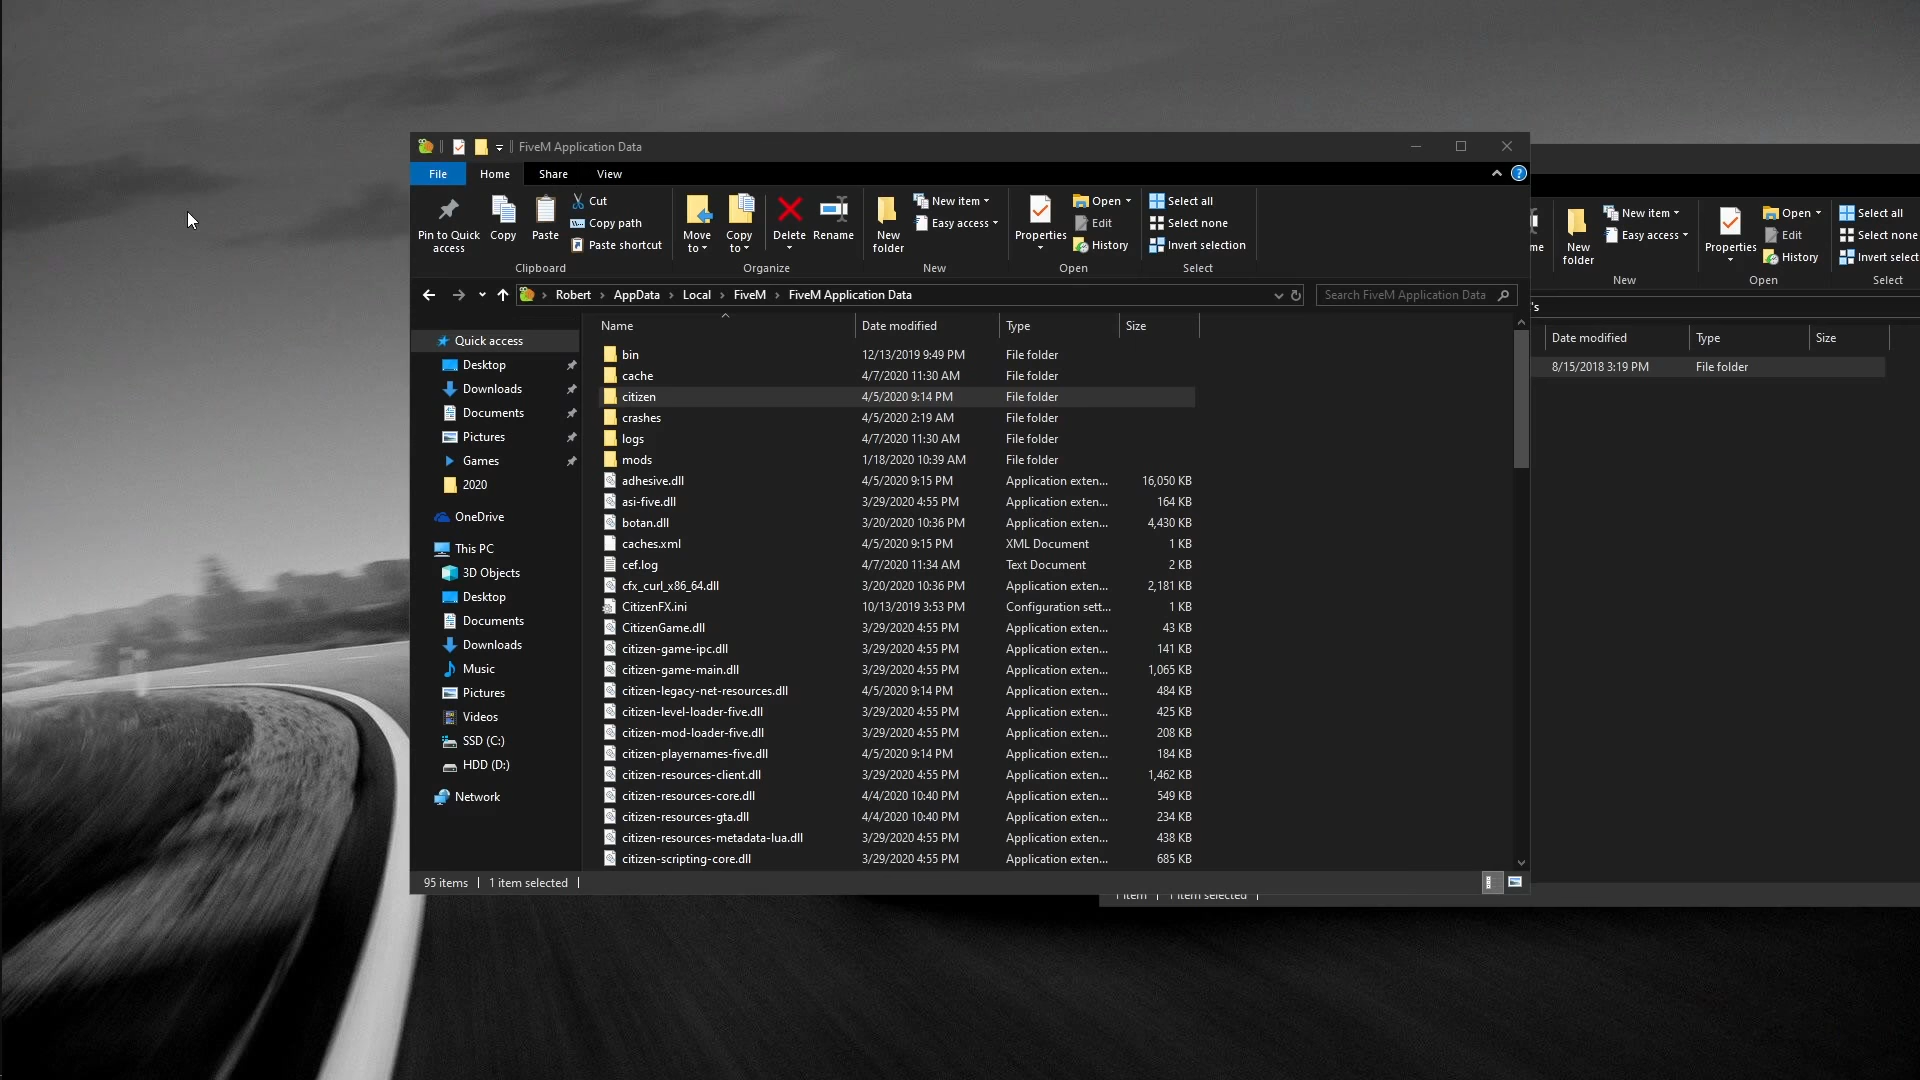 FiveM Application Data
File Home Share View
Pin to Quick access Copy Paste Cut Copy path Paste shortcut Move to Copy to Delete Rename New folder New item Easy access Properties Open Edit History Select all Select none Invert selection
Clipboard Organize New Open Select
Robert AppData Local FiveM FiveM Application Data
Search FiveM Application Data
Name Date modified Type Size
Quick access
Desktop
Downloads
Documents
Pictures
Games
2020
OneDrive
This PC
3D Objects
Desktop
Documents
Downloads
Music
Pictures
Videos
SSD (C:)
HDD (D:)
Network
bin 12/13/2019 9:49 PM File folder
cache 4/7/2020 11:30 AM File folder
citizen 4/5/2020 9:14 PM File folder
crashes 4/5/2020 2:19 AM File folder
logs 4/7/2020 11:30 AM File folder
mods 1/18/2020 10:39 AM File folder
adhesive.dll 4/5/2020 9:15 PM Application exten... 16,050 KB
asi-five.dll 3/29/2020 4:55 PM Application exten... 164 KB
botan.dll 3/20/2020 10:36 PM Application exten... 4,430 KB
caches.xml 4/5/2020 9:15 PM XML Document 1 KB
cef.log 4/7/2020 11:34 AM Text Document 2 KB
cfx_curl_x86_64.dll 3/20/2020 10:36 PM Application exten... 2,181 KB
CitizenFX.ini 10/13/2019 3:53 PM Configuration sett... 1 KB
CitizenGame.dll 3/29/2020 4:55 PM Application exten... 43 KB
citizen-game-ipc.dll 3/29/2020 4:55 PM Application exten... 141 KB
citizen-game-main.dll 3/29/2020 4:55 PM Application exten... 1,065 KB
citizen-legacy-net-resources.dll 4/5/2020 9:14 PM Application exten... 484 KB
citizen-level-loader-five.dll 3/29/2020 4:55 PM Application exten... 425 KB
citizen-mod-loader-five.dll 3/29/2020 4:55 PM Application exten... 208 KB
citizen-playernames-five.dll 4/5/2020 9:14 PM Application exten... 184 KB
citizen-resources-client.dll 3/29/2020 4:55 PM Application exten... 1,462 KB
citizen-resources-core.dll 4/4/2020 10:40 PM Application exten... 549 KB
citizen-resources-gta.dll 4/4/2020 10:40 PM Application exten... 234 KB
citizen-resources-metadata-lua.dll 3/29/2020 4:55 PM Application exten... 438 KB
citizen-scripting-core.dll 3/29/2020 4:55 PM Application exten... 685 KB
95 items 1 item selected
me New folder New item Easy access Properties Open Edit History Select all Select none Invert select
New Open Select
's
Date modified Type Size
8/15/2018 3:19 PM File folder
1 item 1 item selected